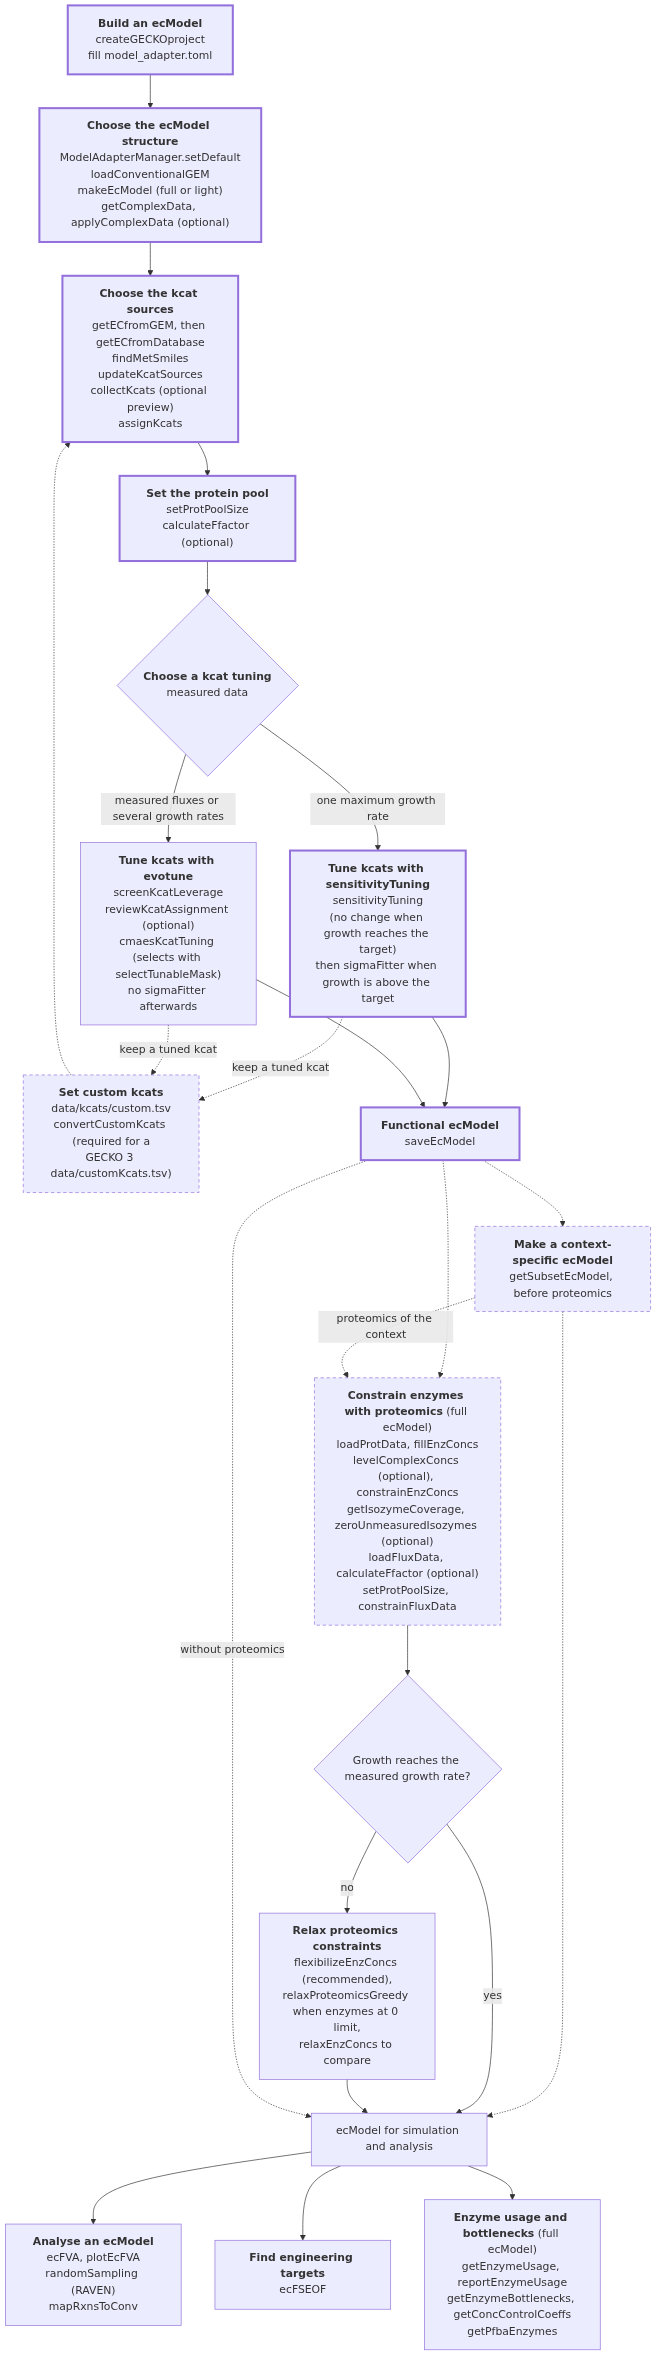 Build an ecModel
createGECKOproject
fill model_adapter.toml
Choose the ecModel
structure
ModelAdapterManager.setDefault
loadConventionalGEM
makeEcModel (full or light)
getComplexData,
applyComplexData (optional)
Choose the kcat
sources
getECfromGEM, then
getECfromDatabase
findMetSmiles
updateKcatSources
collectKcats (optional
preview)
assignKcats
Set the protein pool
setProtPoolSize
calculateFfactor
(optional)
Choose a kcat tuning
measured data
measured fluxes or
several growth rates
one maximum growth
rate
Tune kcats with
evotune
screenKcatLeverage
reviewKcatAssignment
(optional)
cmaesKcatTuning
(selects with
selectTunableMask)
no sigmaFitter
afterwards
Tune kcats with
sensitivityTuning
sensitivityTuning
(no change when
growth reaches the
target)
then sigmaFitter when
growth is above the
target
keep a tuned kcat
keep a tuned kcat
Set custom kcats
data/kcats/custom.tsv
convertCustomKcats
(required for a
GECKO 3
data/customKcats.tsv)
Functional ecModel
saveEcModel
Make a context-
specific ecModel
getSubsetEcModel,
before proteomics
proteomics of the
context
Constrain enzymes
with proteomics (full
ecModel)
loadProtData, fillEnzConcs
levelComplexConcs
(optional),
constrainEnzConcs
getIsozymeCoverage,
zeroUnmeasuredIsozymes
(optional)
loadFluxData,
calculateFfactor (optional)
setProtPoolSize,
constrainFluxData
without proteomics
Growth reaches the
measured growth rate?
no
Relax proteomics
constraints
flexibilizeEnzConcs
(recommended),
relaxProteomicsGreedy
when enzymes at 0
limit,
relaxEnzConcs to
compare
yes
ecModel for simulation
and analysis
Analyse an ecModel
ecFVA, plotEcFVA
randomSampling
(RAVEN)
mapRxnsToConv
Find engineering
targets
ecFSEOF
Enzyme usage and
bottlenecks (full
ecModel)
getEnzymeUsage,
reportEnzymeUsage
getEnzymeBottlenecks,
getConcControlCoeffs
getPfbaEnzymes